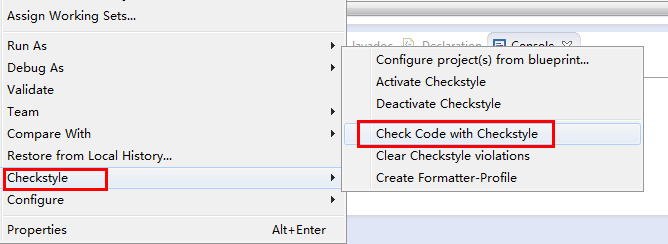 Assign Working Sets...
Run As
Debug As
Validate
Team
Compare With
Restore from Local History...
Checkstyle
Configure
Properties Alt+Enter
Javadoc Declaration Console
Configure project(s) from blueprint...
Activate Checkstyle
Deactivate Checkstyle
Check Code with Checkstyle
Clear Checkstyle violations
Create Formatter-Profile